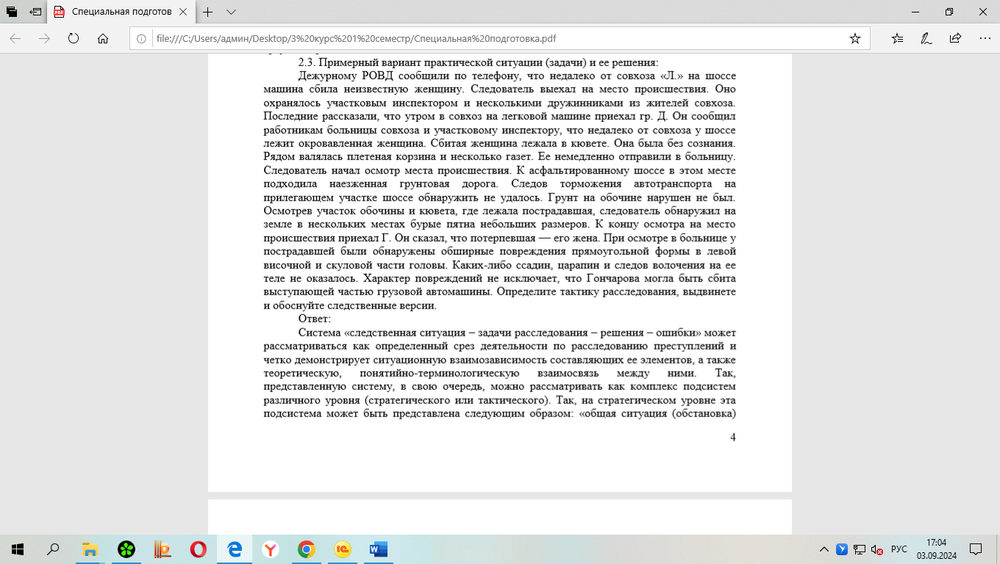 Специальная подготов
file:///C:/Users/админ/Desktop/3%20курс%201%20семестр/Специальная%20подготовка.pdf
2.3. Примерный вариант практической ситуации (задачи) и ее решения:
Дежурному РОВД сообщили по телефону, что недалеко от совхоза «Л.» на шоссе
машина сбила неизвестную женщину. Следователь выехал на место происшествия. Оно
охранялось участковым инспектором и несколькими дружинниками из жителей совхоза.
Последние рассказали, что утром в совхоз на легковой машине приехал гр. Д. Он сообщил
работникам больницы совхоза и участковому инспектору, что недалеко от совхоза у шоссе
лежит окровавленная женщина. Сбитая женщина лежала в кювете. Она была без сознания.
Рядом валялась плетеная корзина и несколько газет. Ее немедленно отправили в больницу.
Следователь начал осмотр места происшествия. К асфальтированному шоссе в этом месте
подходила наезженная грунтовая дорога. Следов торможения автотранспорта на
прилегающем участке шоссе обнаружить не удалось. Грунт на обочине нарушен не был.
Осмотрев участок обочины и кювета, где лежала пострадавшая, следователь обнаружил на
земле в нескольких местах бурые пятна небольших размеров. К концу осмотра на место
происшествия приехал Г. Он сказал, что потерпевшая — его жена. При осмотре в больнице у
пострадавшей были обнаружены обширные повреждения прямоугольной формы в левой
височной и скуловой части головы. Каких-либо ссадин, царапин и следов волочения на ее
теле не оказалось. Характер повреждений не исключает, что Гончарова могла быть сбита
выступающей частью грузовой автомашины. Определите тактику расследования, выдвинете
и обоснуйте следственные версии.
Ответ:
Система «следственная ситуация – задачи расследования – решения – ошибки» может
рассматриваться как определенный срез деятельности по расследованию преступлений и
четко демонстрирует ситуационную взаимозависимость составляющих ее элементов, а также
теоретическую, понятийно-терминологическую взаимосвязь между ними. Так,
представленную систему, в свою очередь, можно рассматривать как комплекс подсистем
различного уровня (стратегического или тактического). Так, на стратегическом уровне эта
подсистема может быть представлена следующим образом: «общая ситуация (обстановка)
4
РУС
17:04
03.09.2024